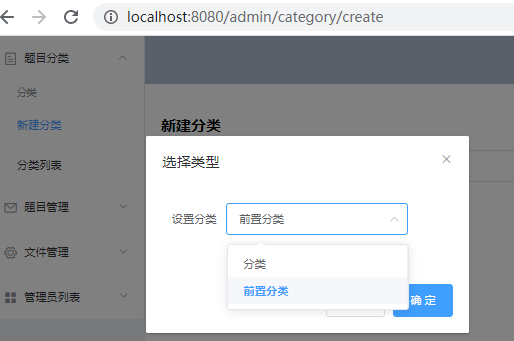 localhost:8080/admin/category/create
题目分类
分类
新建分类
分类列表
题目管理
文件管理
管理员列表
新建分类
选择类型
设置分类 前置分类
分类
前置分类
确 定